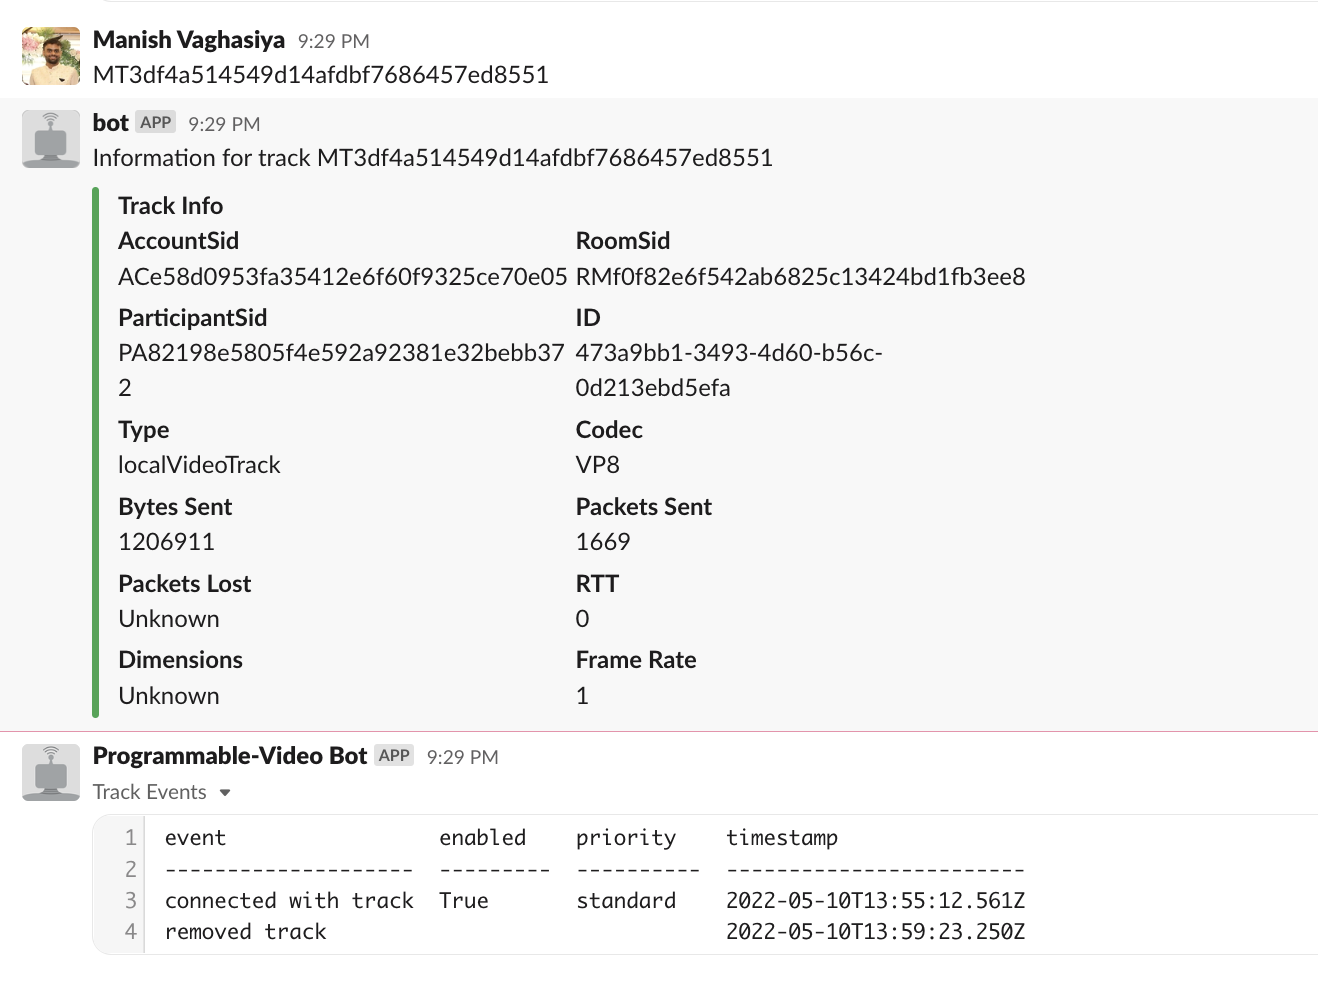 Manish Vaghasiya 9:29 PM
MT3df4a514549d14afdbf7686457ed8551
bot APP 9:29 PM
Information for track MT3df4a514549d14afdbf7686457ed8551
Track Info
AccountSid RoomSid
ACe58d0953fa35412e6f60f9325ce70e05 RMf0f82e6f542ab6825c13424bd1fb3ee8
ParticipantSid ID
PA82198e5805f4e592a92381e32bebb37 473a9bb1-3493-4d60-b56c-
2 0d213ebd5efa
Type Codec
localVideoTrack VP8
Bytes Sent Packets Sent
1206911 1669
Packets Lost RTT
Unknown 0
Dimensions Frame Rate
Unknown 1
Programmable-Video Bot APP 9:29 PM
Track Events
1 event enabled priority timestamp
2 -------------------- --------- ---------- ------------------------
3 connected with track True standard 2022-05-10T13:55:12.561Z
4 removed track 2022-05-10T13:59:23.250Z